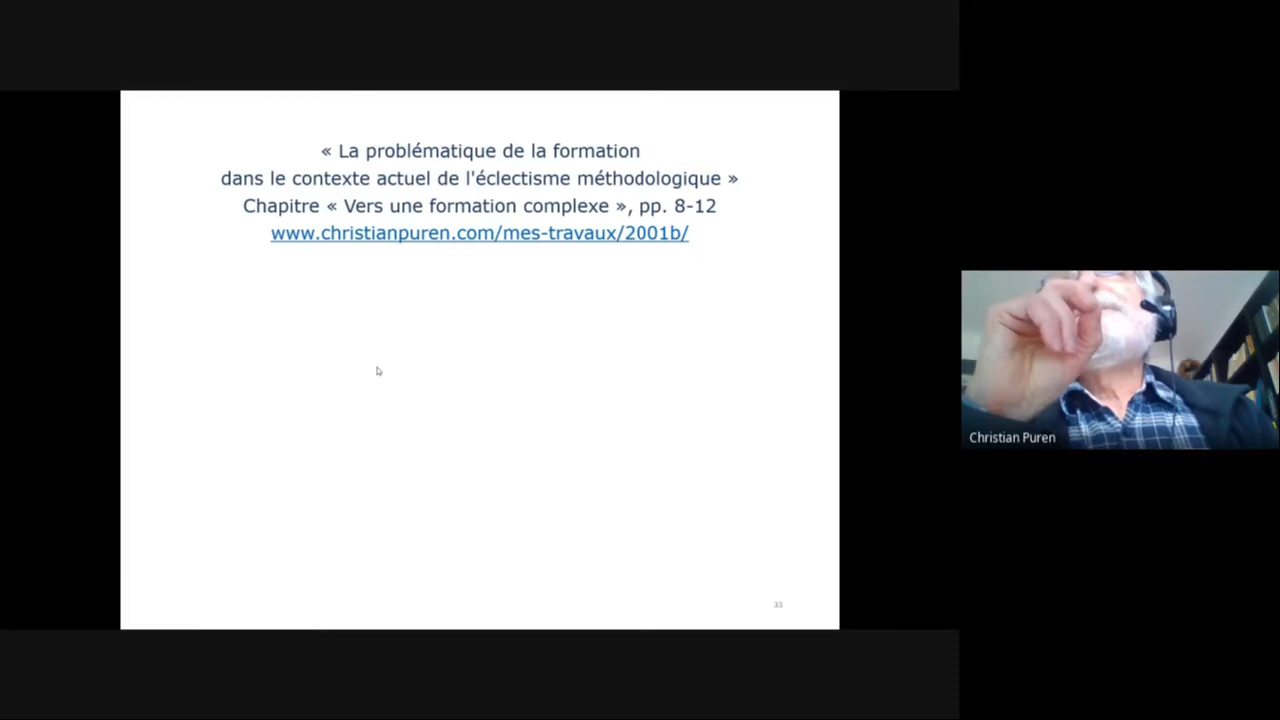 « La problématique de la formation
dans le contexte actuel de l'éclectisme méthodologique »
Chapitre « Vers une formation complexe », pp. 8-12
www.christianpuren.com/mes-travaux/2001b/
33
Christian Puren